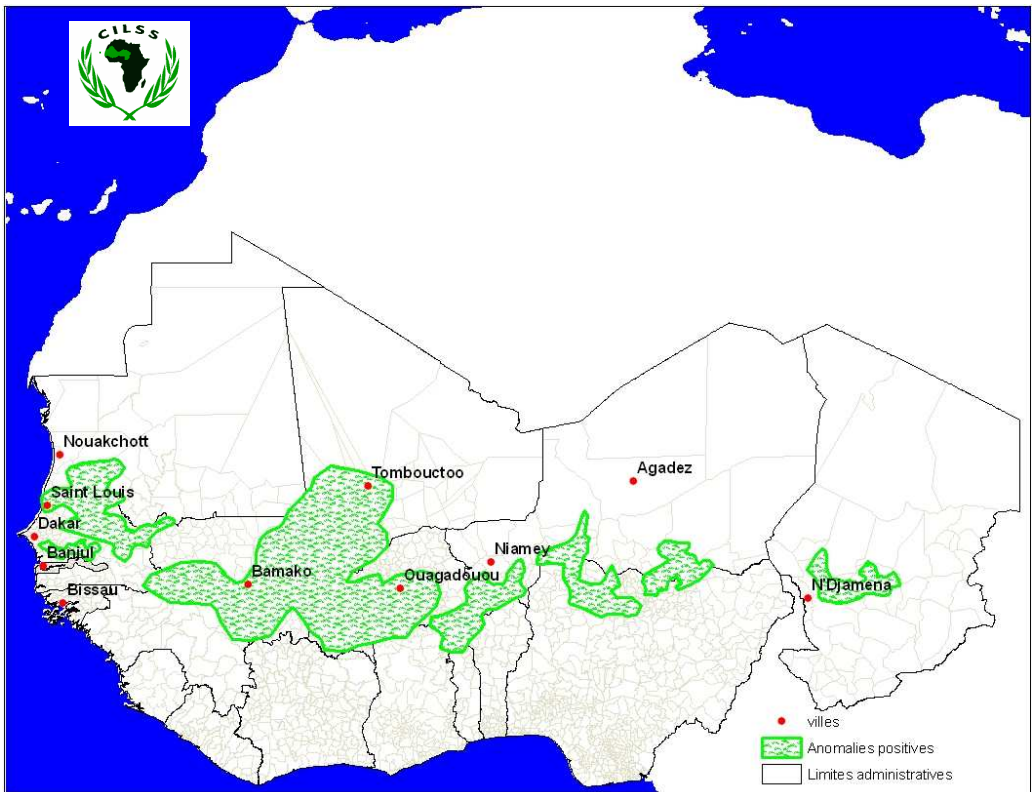 CILSS
Nouakchott
Tombouctoo
Agadez
Saint Louis
Dakar
Banjul
Niamey
Bamako
Ouagadouou
Bissau
N'Djamena
villes
Anomalies positives
Limites administratives